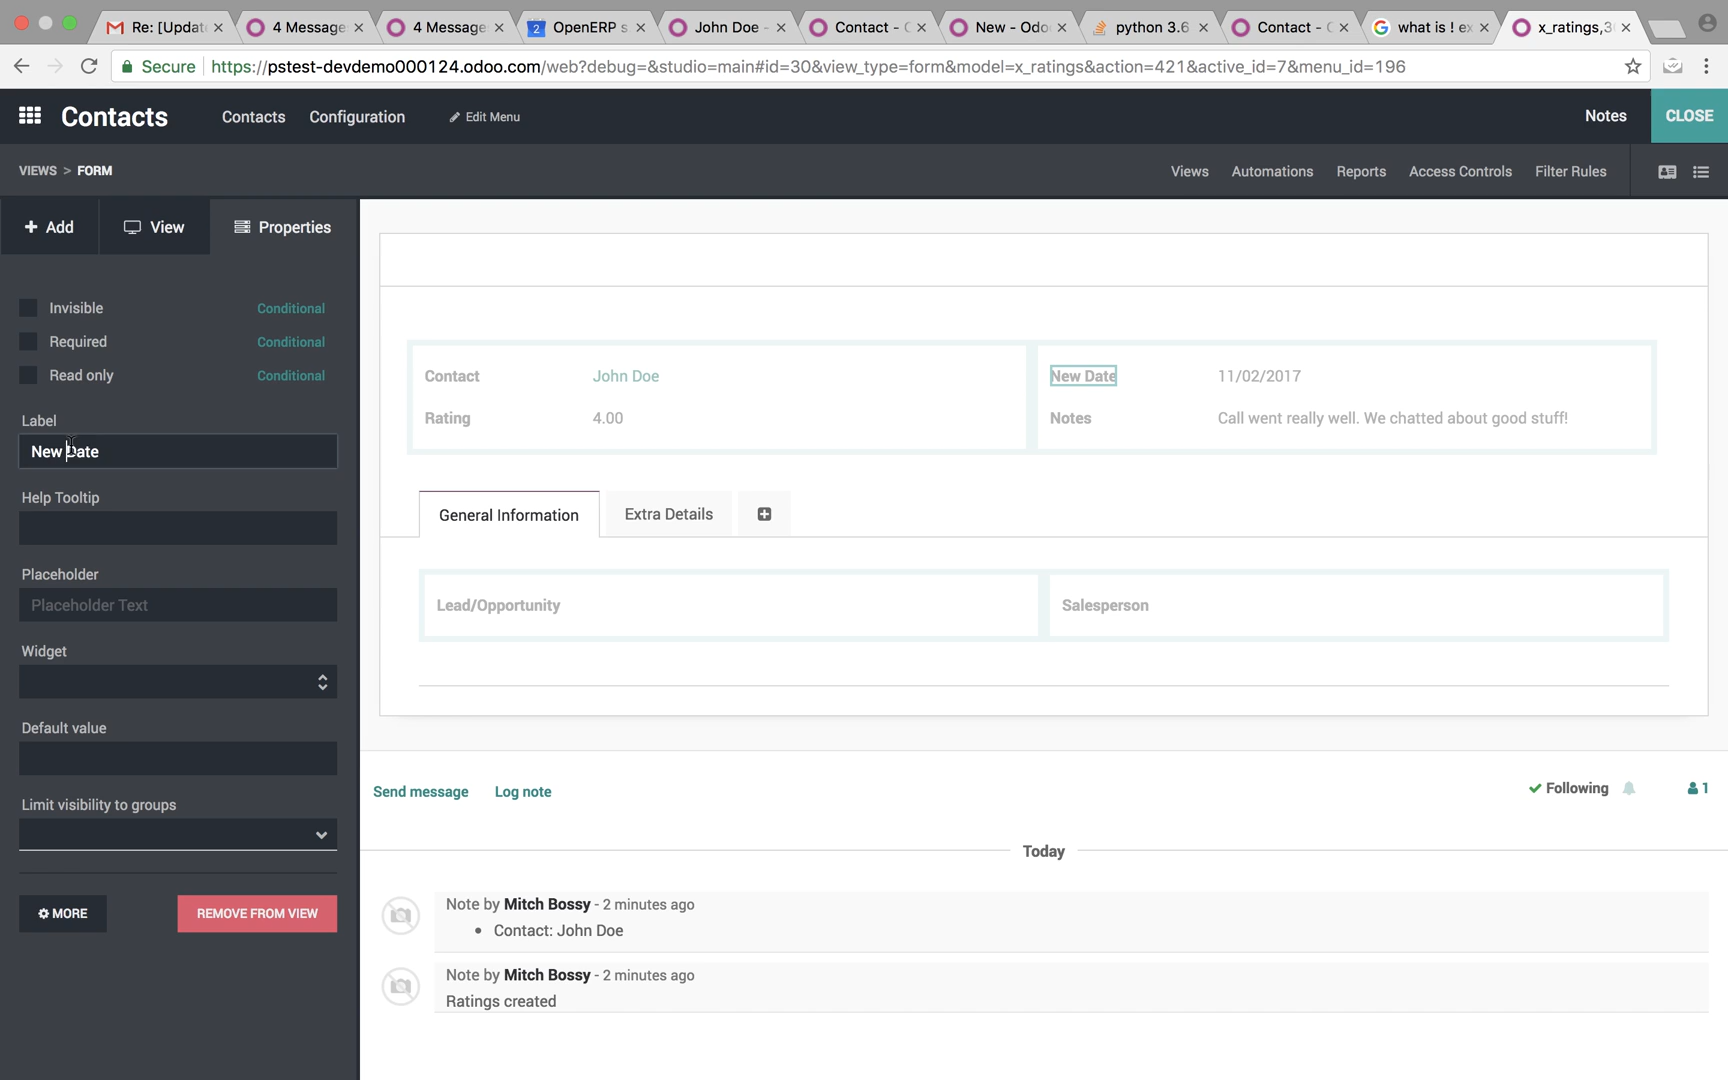 Re: [Updat
4 Message
4 Message
2 OpenERP s
John Doe -
Contact - O
New - Odo
python 3.6
Contact - O
what is ! ex
x_ratings,3
Secure https://pstest-devdemo000124.odoo.com/web?debug=&studio=main#id=30&view_type=form&model=x_ratings&action=421&active_id=7&menu_id=196
Contacts Contacts Configuration Edit Menu Notes CLOSE
VIEWS > FORM Views Automations Reports Access Controls Filter Rules
+ Add View Properties
Invisible Conditional
Required Conditional
Read only Conditional
Label
New Date
Help Tooltip
Placeholder
Placeholder Text
Widget
Default value
Limit visibility to groups
MORE REMOVE FROM VIEW
Contact John Doe New Date 11/02/2017
Rating 4.00 Notes Call went really well. We chatted about good stuff!
General Information Extra Details
Lead/Opportunity Salesperson
Send message Log note Following 1
Today
Note by Mitch Bossy - 2 minutes ago
• Contact: John Doe
Note by Mitch Bossy - 2 minutes ago
Ratings created